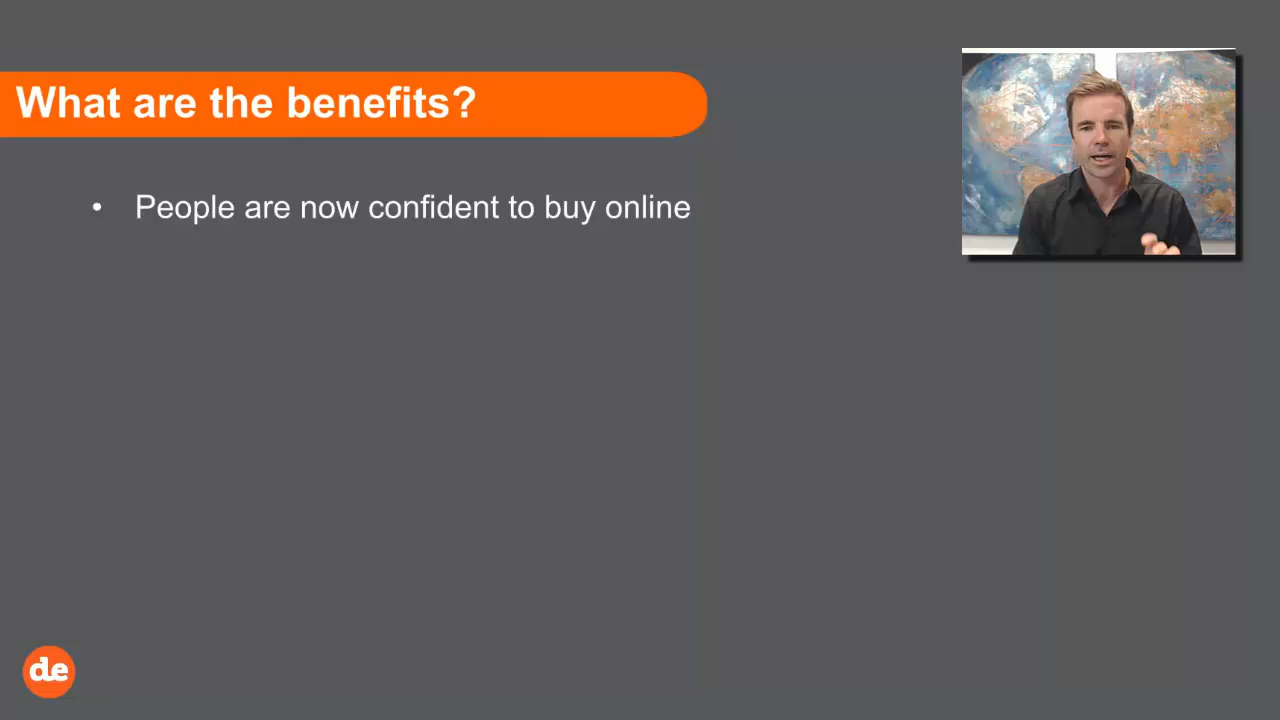 What are the benefits?
• People are now confident to buy online
de